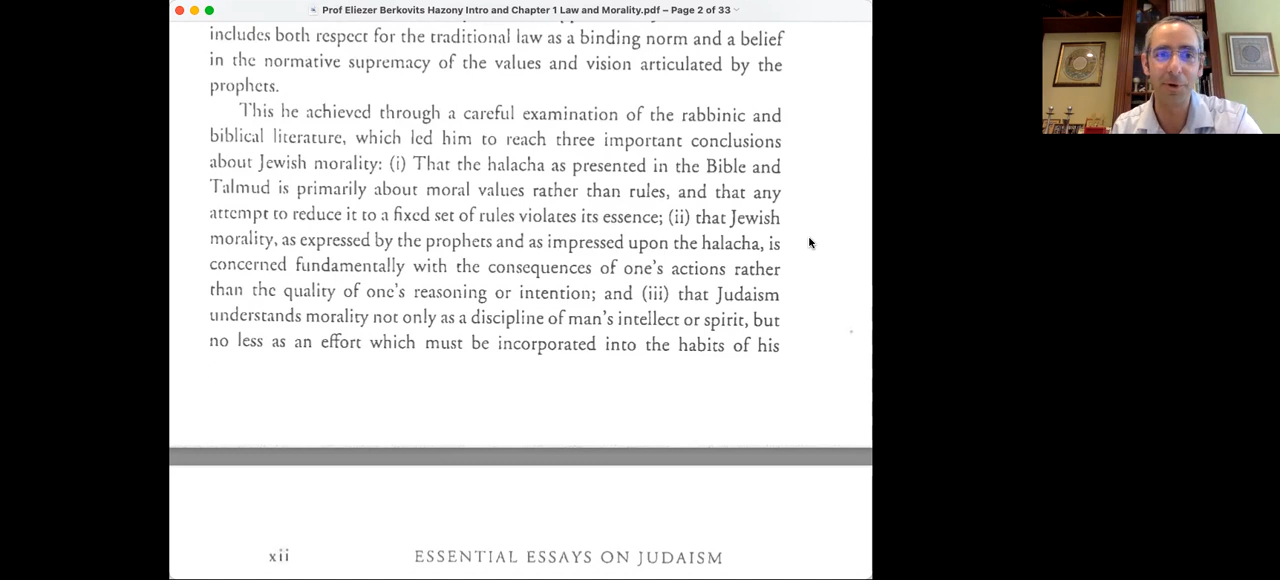 Prof Eliezer Berkovits Hazony Intro and Chapter 1 Law and Morality.pdf – Page 2 of 33
includes both respect for the traditional law as a binding norm and a belief
in the normative supremacy of the values and vision articulated by the
prophets.
This he achieved through a careful examination of the rabbinic and
biblical literature, which led him to reach three important conclusions
about Jewish morality: (i) That the halacha as presented in the Bible and
Talmud is primarily about moral values rather than rules, and that any
attempt to reduce it to a fixed set of rules violates its essence; (ii) that Jewish
morality, as expressed by the prophets and as impressed upon the halacha, is
concerned fundamentally with the consequences of one's actions rather
than the quality of one's reasoning or intention; and (iii) that Judaism
understands morality not only as a discipline of man's intellect or spirit, but
no less as an effort which must be incorporated into the habits of his
xii ESSENTIAL ESSAYS ON JUDAISM